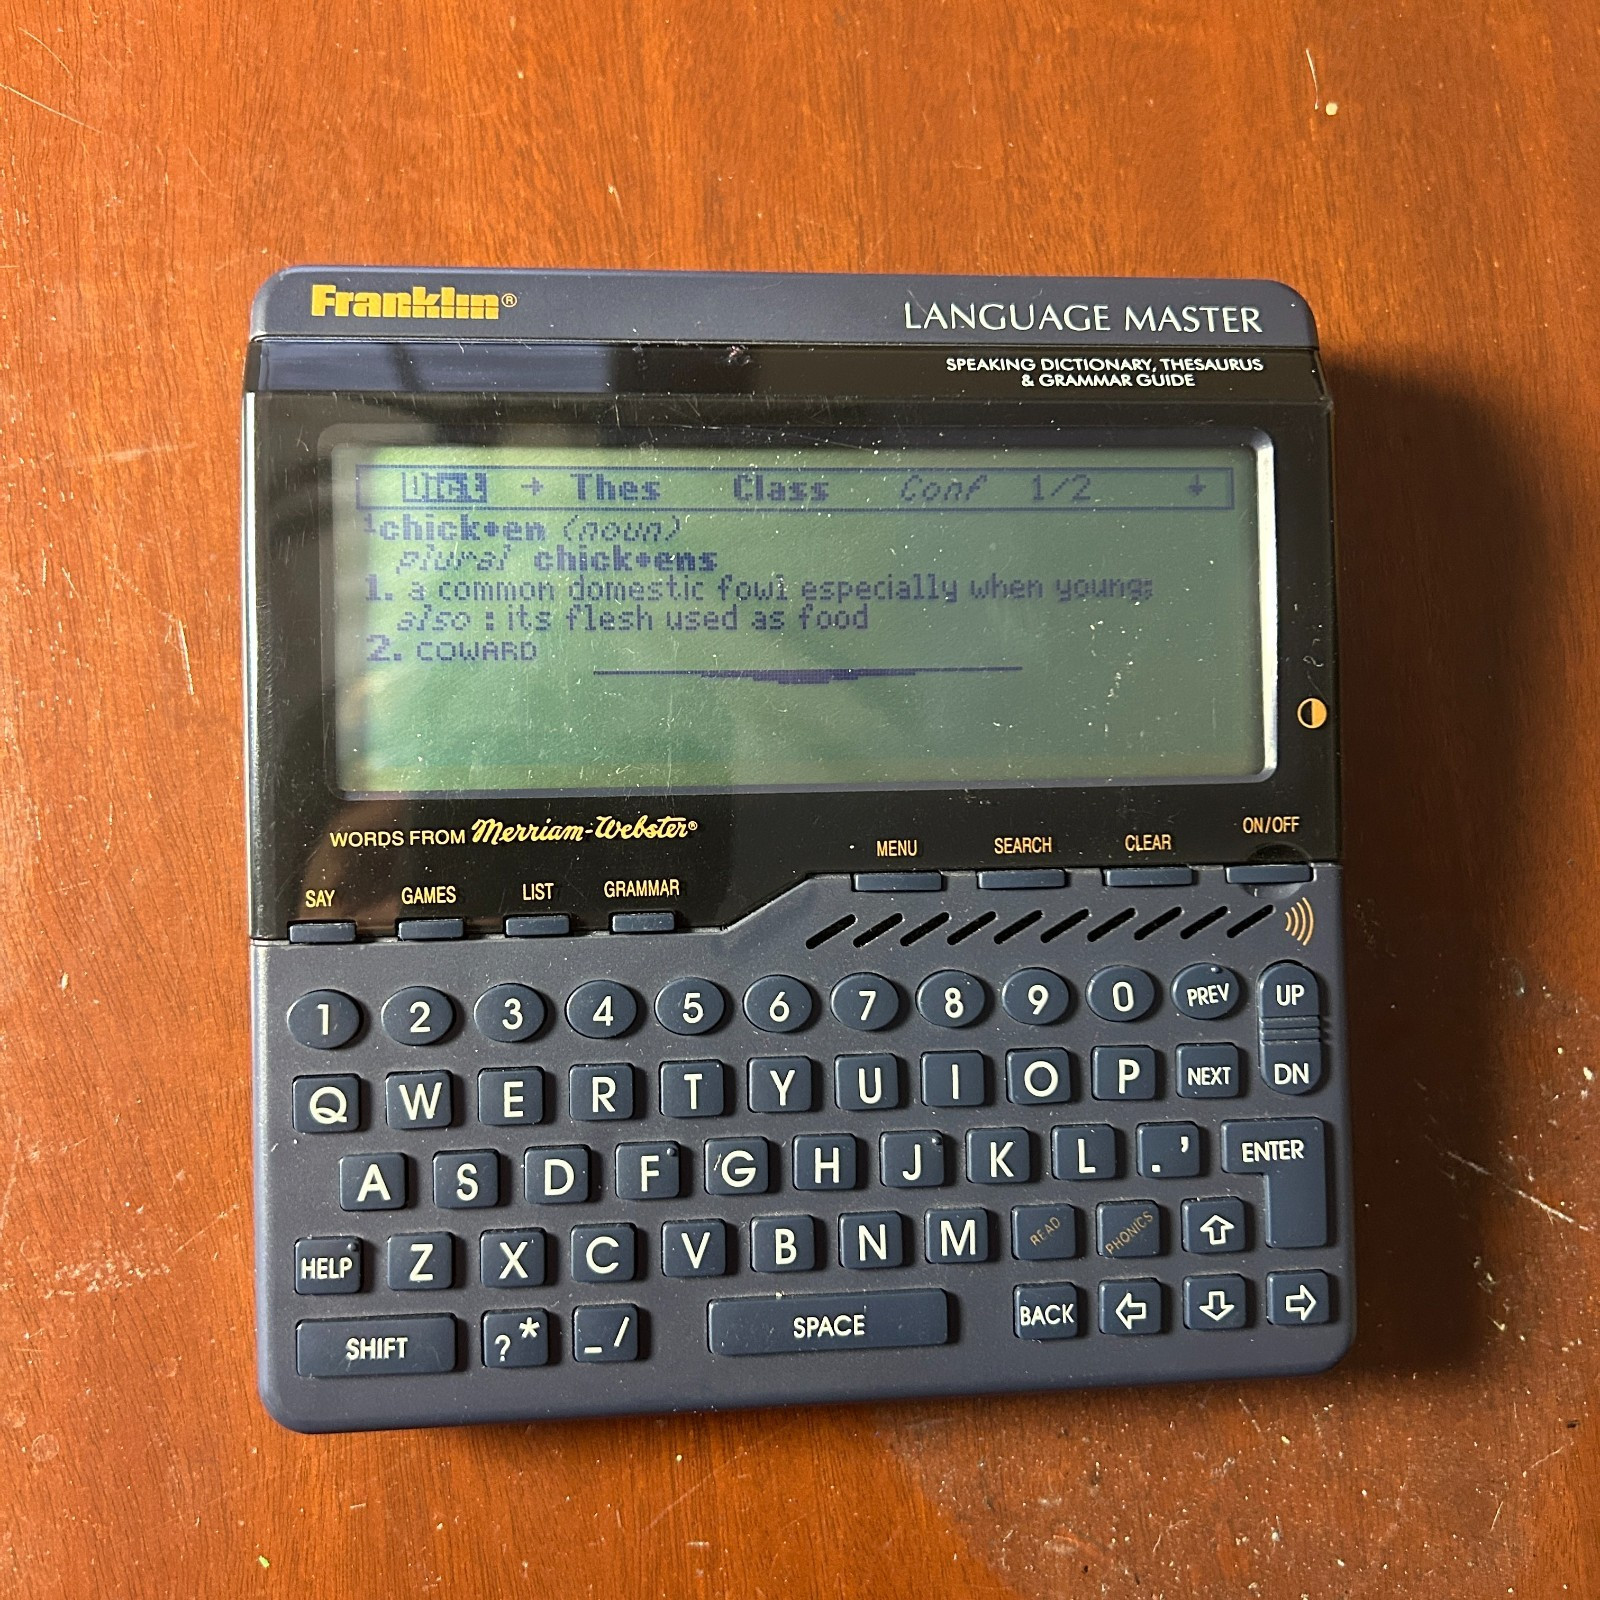 Franklin®
LANGUAGE MASTER
SPEAKING DICTIONARY, THESAURUS
& GRAMMAR GUIDE
Dict → Thes Class Conf 1/2 ↓
¹chick•en (noun)
plural chick•ens
1. a common domestic fowl especially when young;
also : its flesh used as food
2. COWARD
WORDS FROM Merriam-Webster®
MENU SEARCH CLEAR ON/OFF
SAY GAMES LIST GRAMMAR
1 2 3 4 5 6 7 8 9 0 PREV UP
Q W E R T Y U I O P NEXT DN
A S D F G H J K L . ' ENTER
HELP Z X C V B N M READ PHONICS ⇧
SHIFT ? * _ / SPACE BACK ⇦ ⇩ ⇨